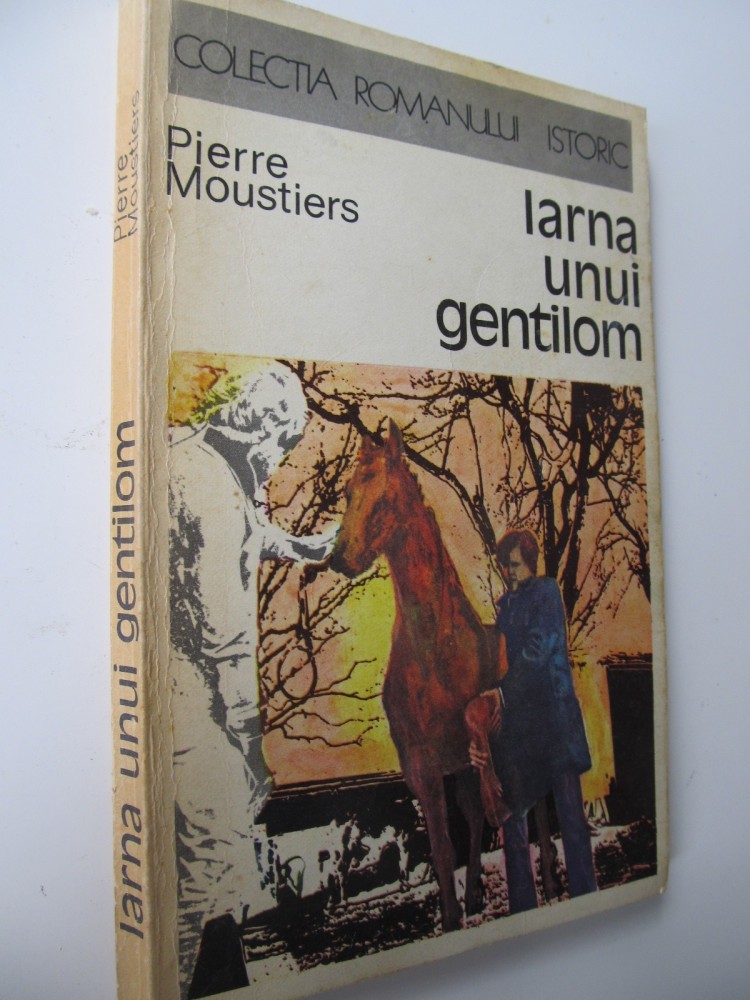 COLECTIA ROMANULUI ISTORIC
Pierre
Moustiers
Iarna
unui
gentilom
Pierre
Moustiers
Iarna unui gentilom